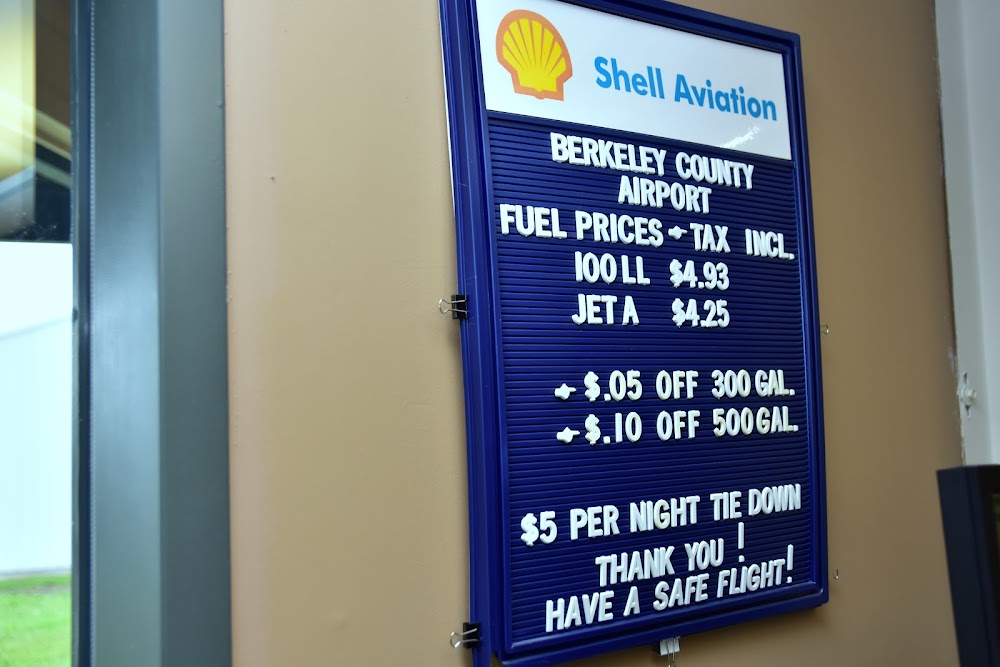 Shell Aviation
BERKELEY COUNTY
AIRPORT
FUEL PRICES - TAX INCL.
100LL $4.93
JET A $4.25
- $.05 OFF 300 GAL.
- $.10 OFF 500 GAL.
$5 PER NIGHT TIE DOWN
THANK YOU !
HAVE A SAFE FLIGHT!